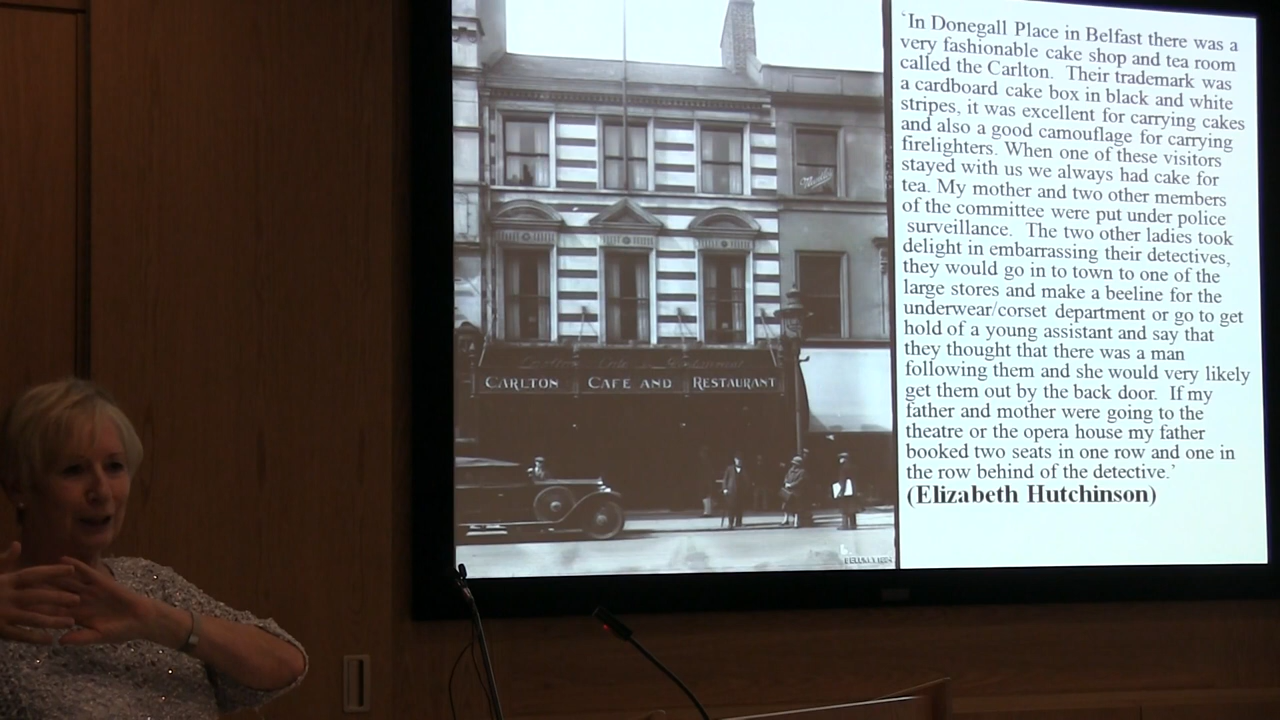 'In Donegall Place in Belfast there was a
very fashionable cake shop and tea room
called the Carlton. Their trademark was
a cardboard cake box in black and white
stripes, it was excellent for carrying cakes
and also a good camouflage for carrying
firelighters. When one of these visitors
stayed with us we always had cake for
tea. My mother and two other members
of the committee were put under police
surveillance. The two other ladies took
delight in embarrassing their detectives,
they would go in to town to one of the
large stores and make a beeline for the
underwear/corset department or go to get
hold of a young assistant and say that
they thought that there was a man
following them and she would very likely
get them out by the back door. If my
father and mother were going to the
theatre or the opera house my father
booked two seats in one row and one in
the row behind of the detective.'
(Elizabeth Hutchinson)
CARLTON CAFE AND RESTAURANT